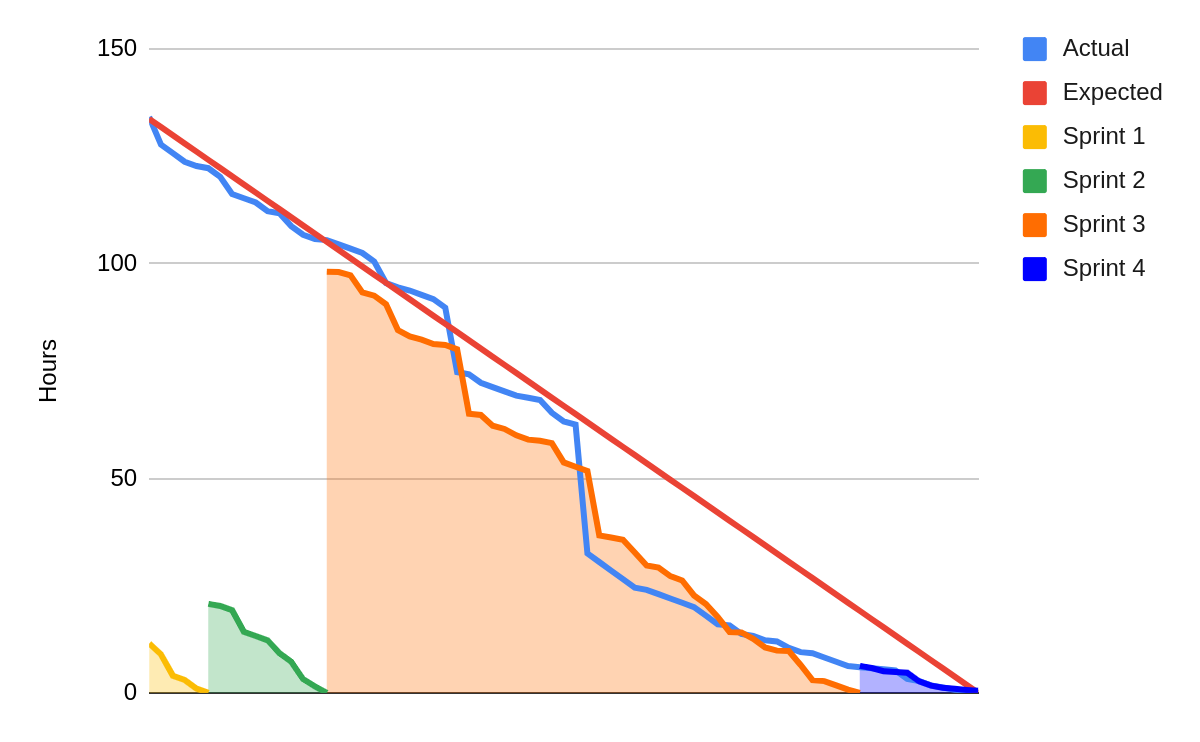 150
100
50
0
Hours
Actual
Expected
Sprint 1
Sprint 2
Sprint 3
Sprint 4